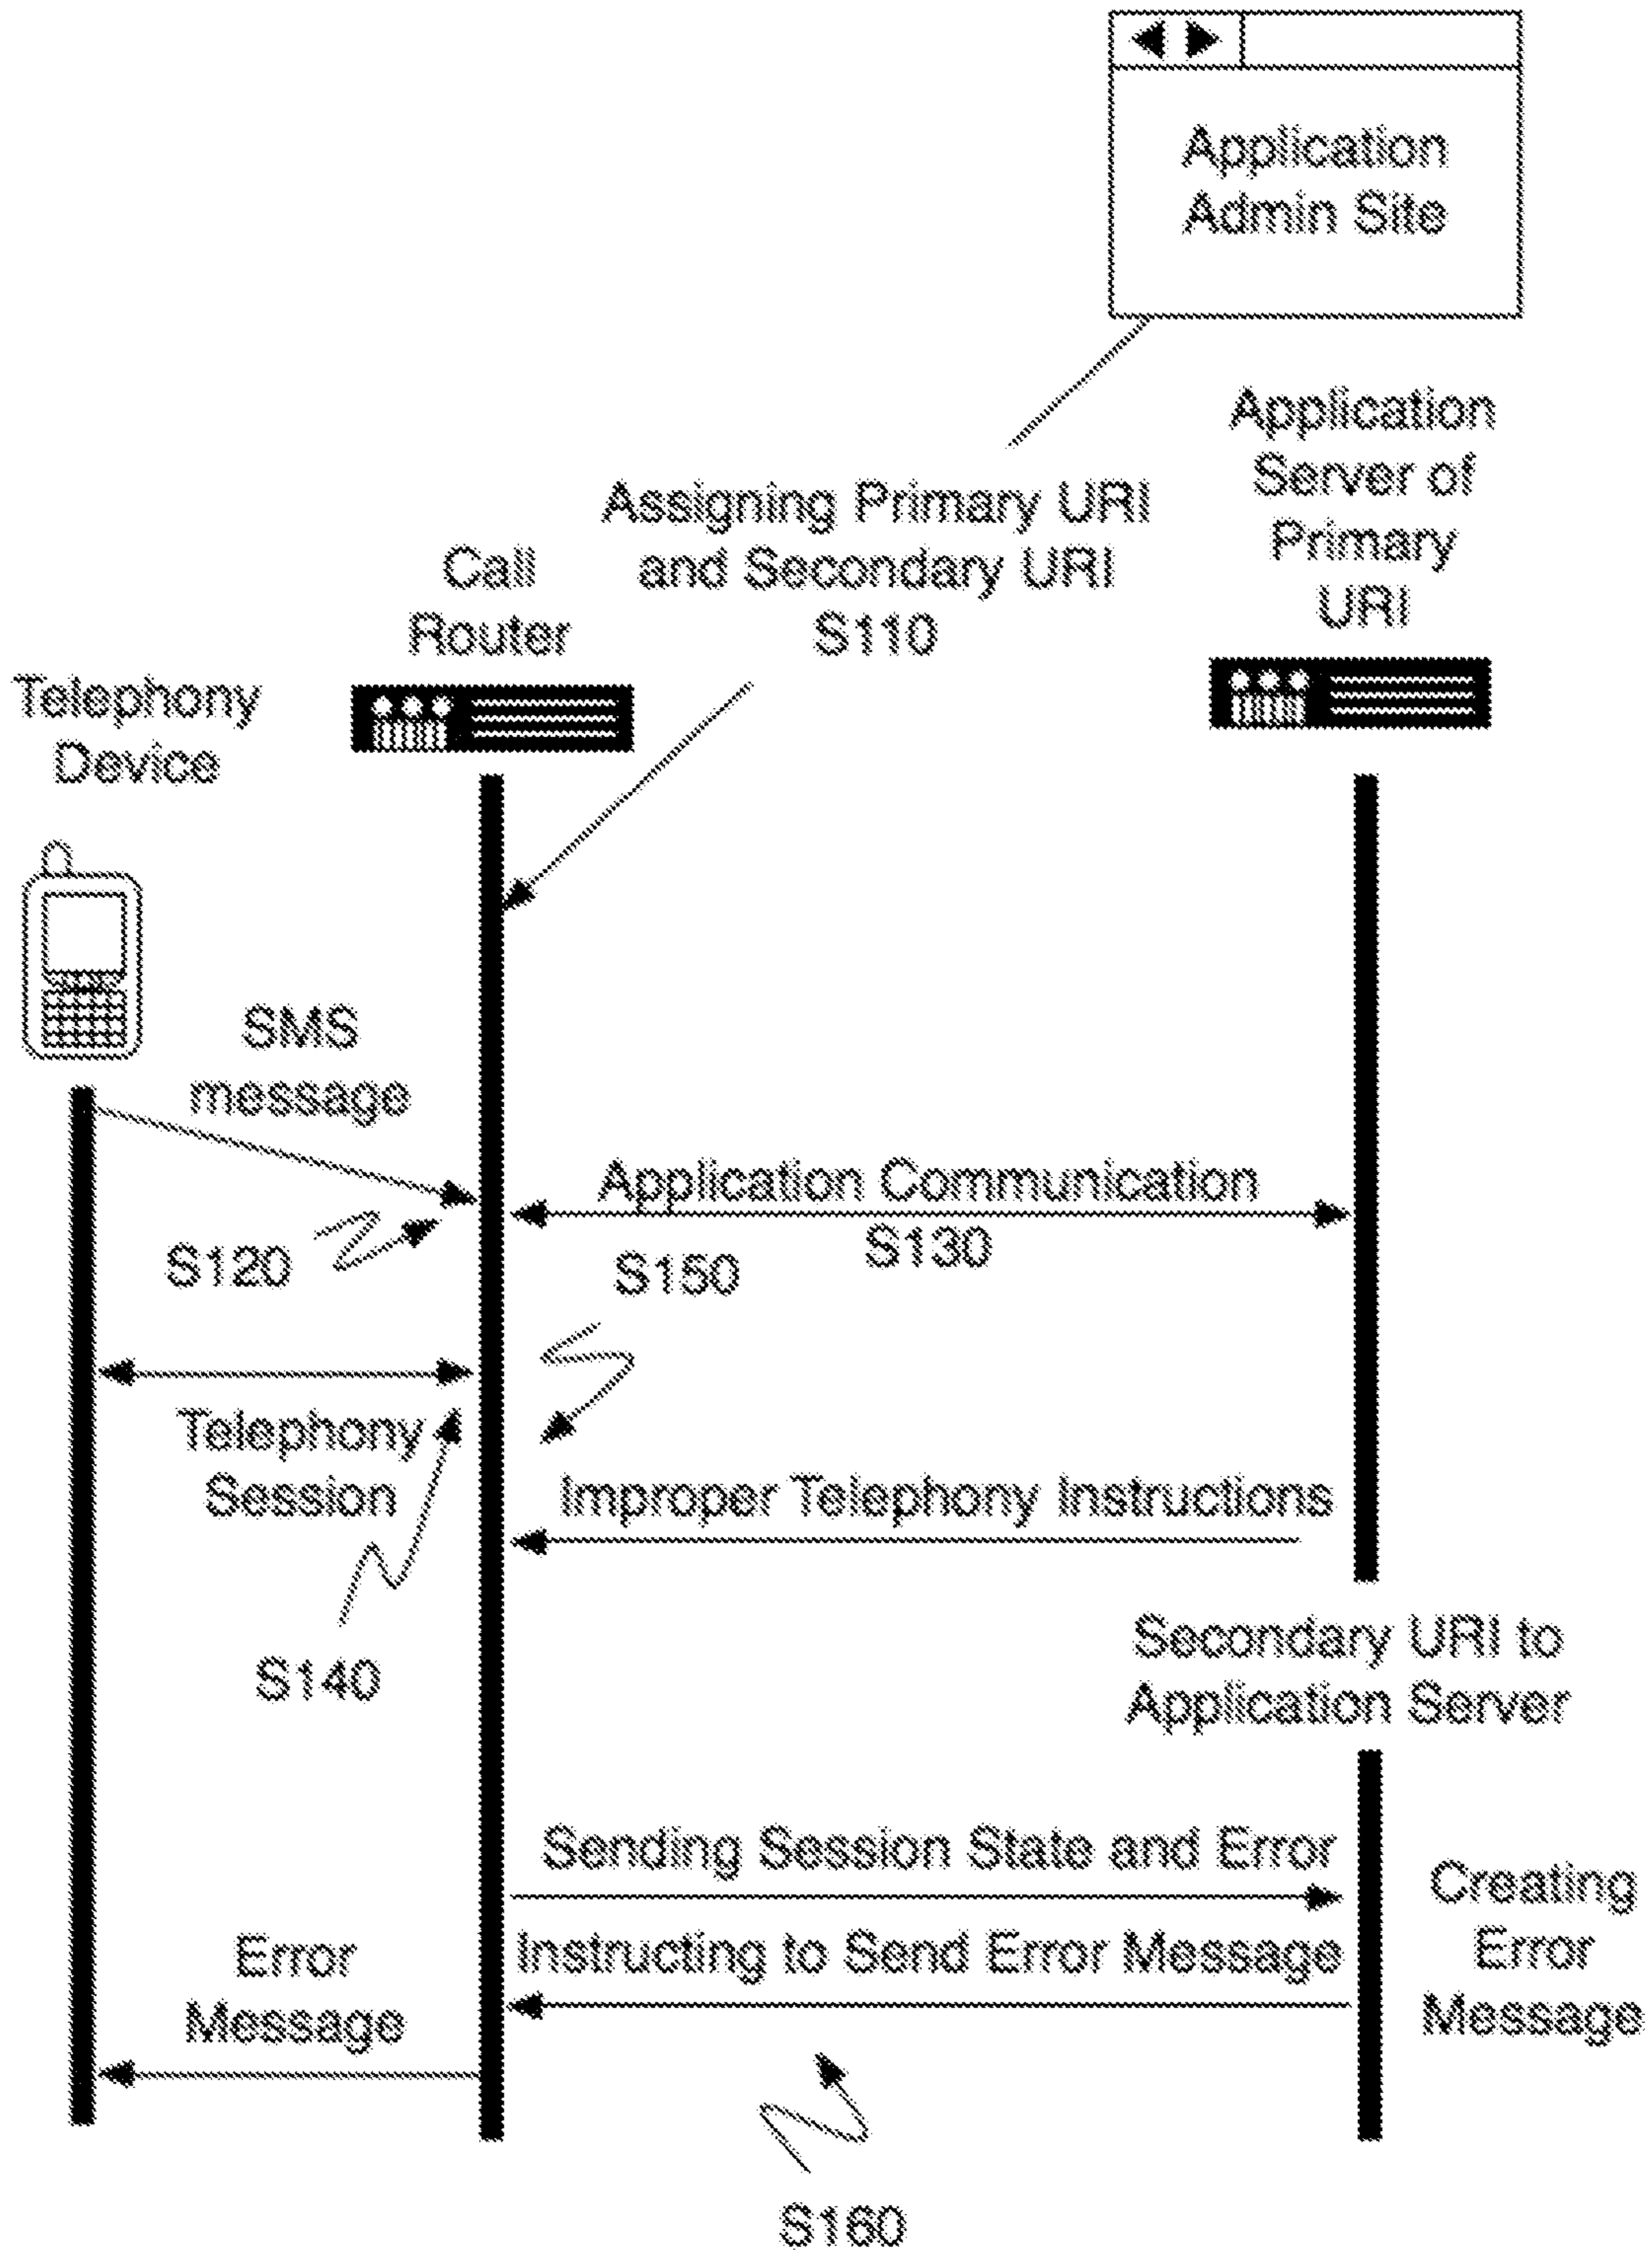 Application
Admin Site
Application
Server of
Primary
URI
Assigning Primary URI
and Secondary URI
S110
Call
Router
Telephony
Device
SMS
message
S120
Application Communication
S130
S150
Telephony
Session
S140
Improper Telephony Instructions
Secondary URI to
Application Server
Sending Session State and Error
Instructing to Send Error Message
Creating
Error
Message
Error
Message
S160